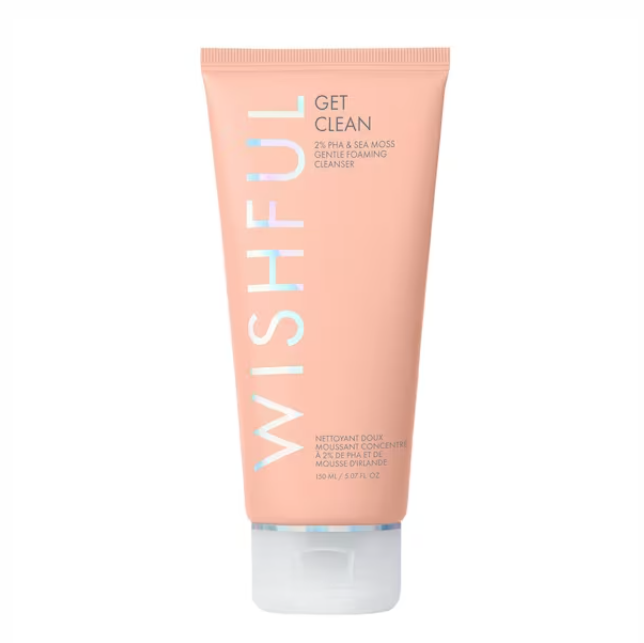 WISHFUL
GET
CLEAN
2% PHA & SEA MOSS
GENTLE FOAMING
CLEANSER
NETTOYANT DOUX
MOUSSANT CONCENTRÉ
À 2% DE PHA ET DE
MOUSSE D'IRLANDE
150 ML / 5.07 FL. OZ